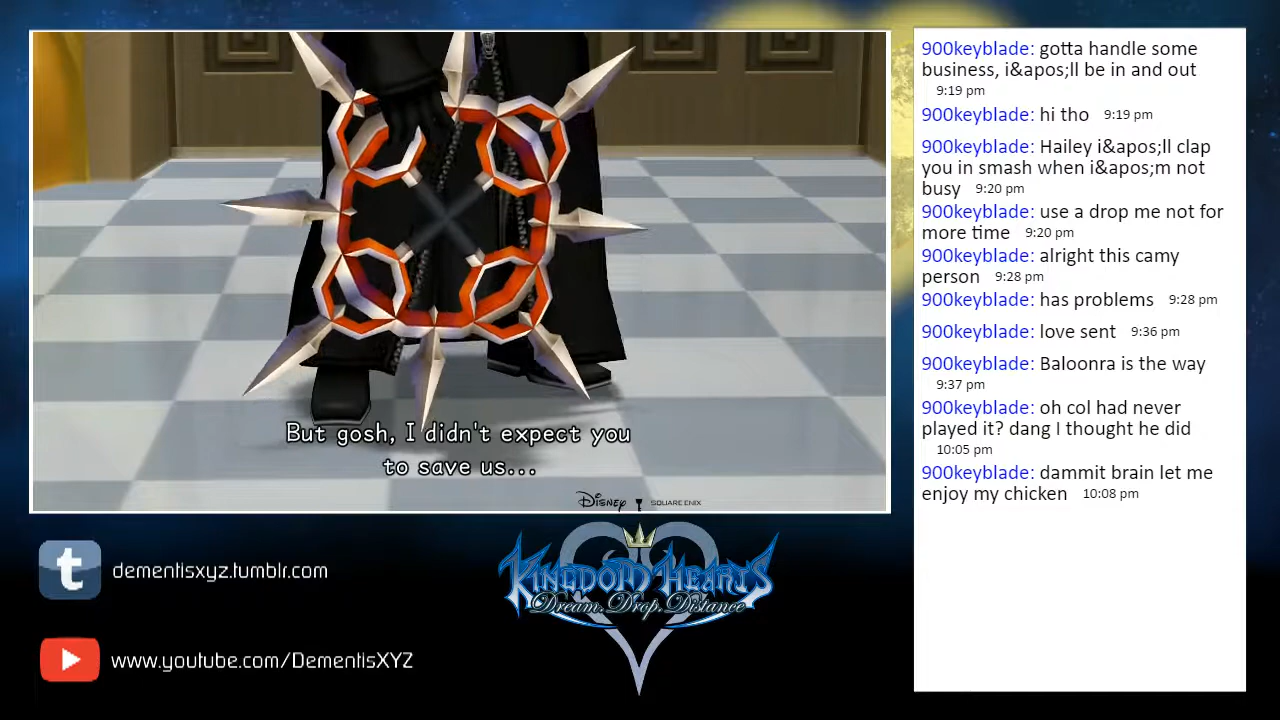 But gosh, I didn't expect you
to save us...
Disney
SQUARE ENIX
t
dementisxyz.tumblr.com
www.youtube.com/DementisXYZ
KINGDOM HEARTS
Dream.Drop.Distance
900keyblade: gotta handle some
business, i&apos;ll be in and out
9:19 pm
900keyblade: hi tho 9:19 pm
900keyblade: Hailey i&apos;ll clap
you in smash when i&apos;m not
busy 9:20 pm
900keyblade: use a drop me not for
more time 9:20 pm
900keyblade: alright this camy
person 9:28 pm
900keyblade: has problems 9:28 pm
900keyblade: love sent 9:36 pm
900keyblade: Baloonra is the way
9:37 pm
900keyblade: oh col had never
played it? dang I thought he did
10:05 pm
900keyblade: dammit brain let me
enjoy my chicken 10:08 pm